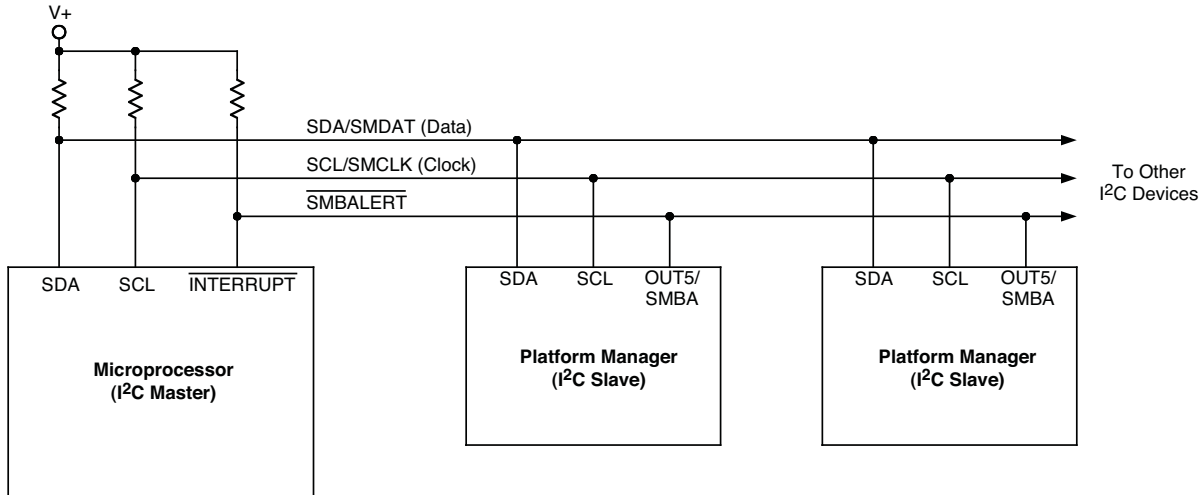 V+
SDA/SMDAT (Data)
SCL/SMCLK (Clock)
SMBALERT
To Other
I2C Devices
SDA SCL INTERRUPT
Microprocessor
(I2C Master)
SDA SCL OUT5/
SMBA
Platform Manager
(I2C Slave)
SDA SCL OUT5/
SMBA
Platform Manager
(I2C Slave)